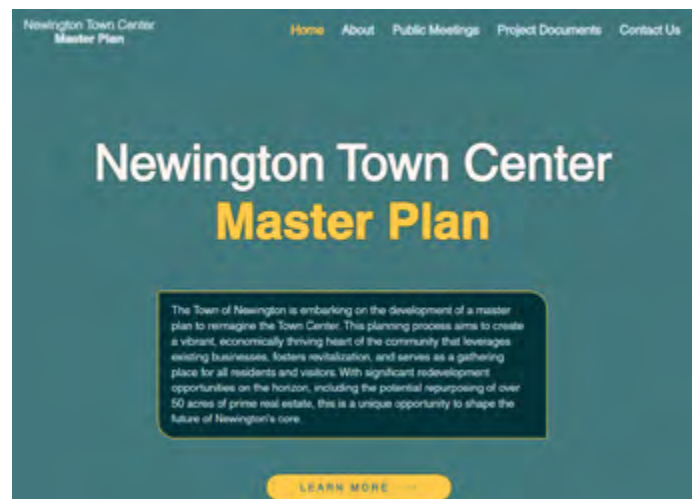 Newington Town Center
Master Plan
Home About Public Meetings Project Documents Contact Us
Newington Town Center
Master Plan
The Town of Newington is embarking on the development of a master
plan to reimagine the Town Center. This planning process aims to create
a vibrant, economically thriving heart of the community that leverages
existing businesses, fosters revitalization, and serves as a gathering
place for all residents and visitors. With significant redevelopment
opportunities on the horizon, including the potential repurposing of over
50 acres of prime real estate, this is a unique opportunity to shape the
future of Newington's core.
LEARN MORE →